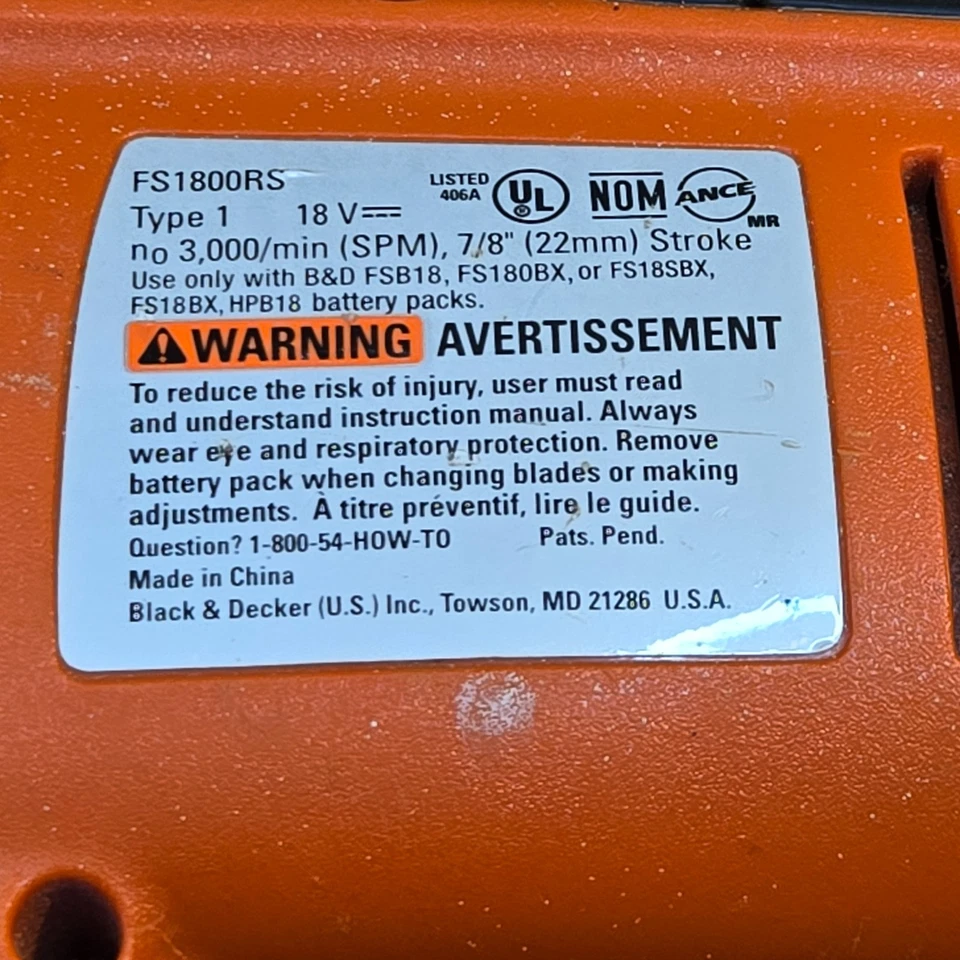 FS1800RS
LISTED
406A
UL
NOM
ANCE
MR
Type 1 18 V⎓
no 3,000/min (SPM), 7/8" (22mm) Stroke
Use only with B&D FSB18, FS180BX, or FS18SBX,
FS18BX, HPB18 battery packs.
WARNING AVERTISSEMENT
To reduce the risk of injury, user must read
and understand instruction manual. Always
wear eye and respiratory protection. Remove
battery pack when changing blades or making
adjustments. À titre préventif, lire le guide.
Question? 1-800-54-HOW-TO Pats. Pend.
Made in China
Black & Decker (U.S.) Inc., Towson, MD 21286 U.S.A.